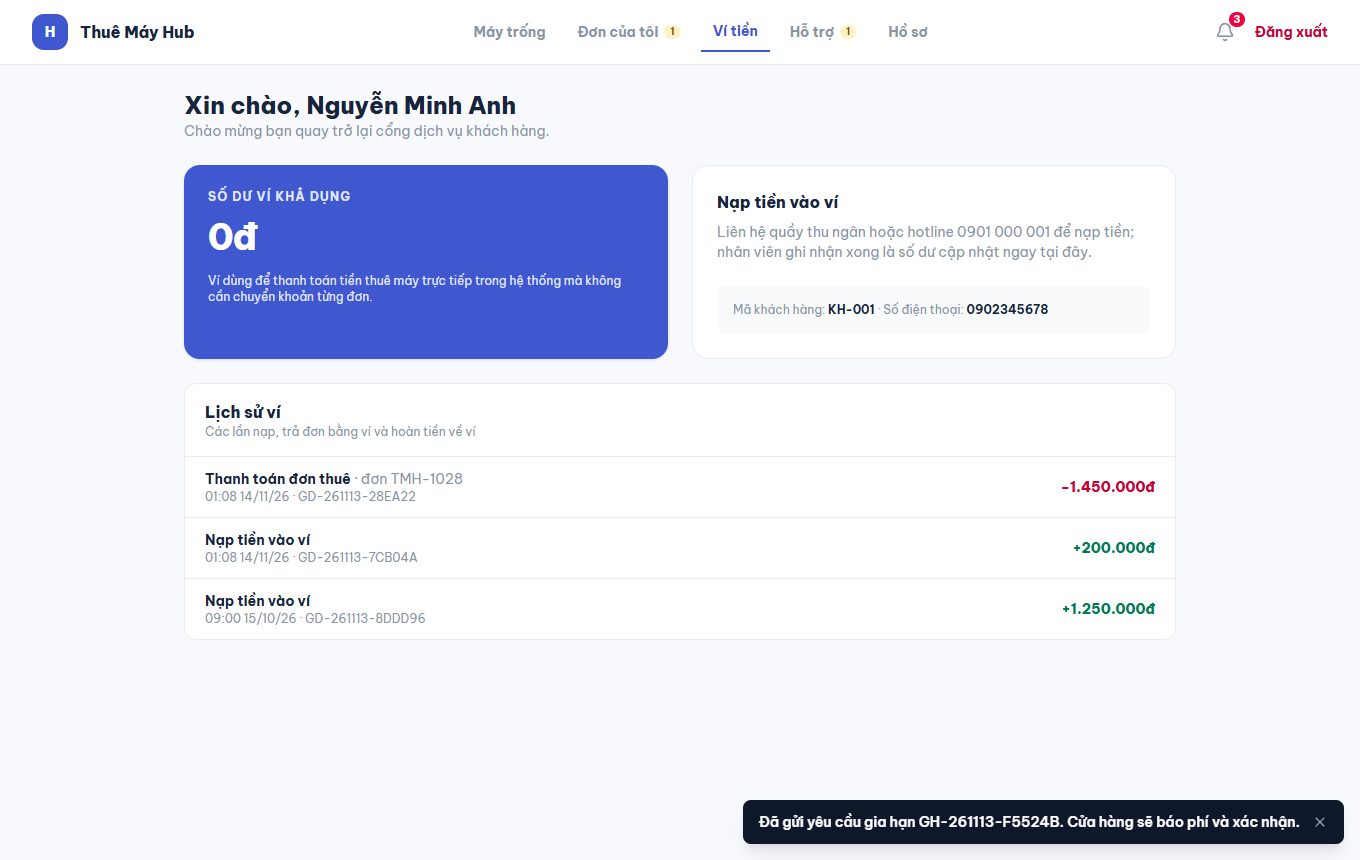 H Thuê Máy Hub Máy trống Đơn của tôi 1 Ví tiền Hỗ trợ 1 Hồ sơ 3 Đăng xuất
Xin chào, Nguyễn Minh Anh
Chào mừng bạn quay trở lại cổng dịch vụ khách hàng.
SỐ DƯ VÍ KHẢ DỤNG
0đ
Ví dùng để thanh toán tiền thuê máy trực tiếp trong hệ thống mà không
cần chuyển khoản từng đơn.
Nạp tiền vào ví
Liên hệ quầy thu ngân hoặc hotline 0901 000 001 để nạp tiền;
nhân viên ghi nhận xong là số dư cập nhật ngay tại đây.
Mã khách hàng: KH-001 · Số điện thoại: 0902345678
Lịch sử ví
Các lần nạp, trả đơn bằng ví và hoàn tiền về ví
Thanh toán đơn thuê · đơn TMH-1028
01:08 14/11/26 · GD-261113-28EA22
−1.450.000đ
Nạp tiền vào ví
01:08 14/11/26 · GD-261113-7CB04A
+200.000đ
Nạp tiền vào ví
09:00 15/10/26 · GD-261113-8DDD96
+1.250.000đ
Đã gửi yêu cầu gia hạn GH-261113-F5524B. Cửa hàng sẽ báo phí và xác nhận.